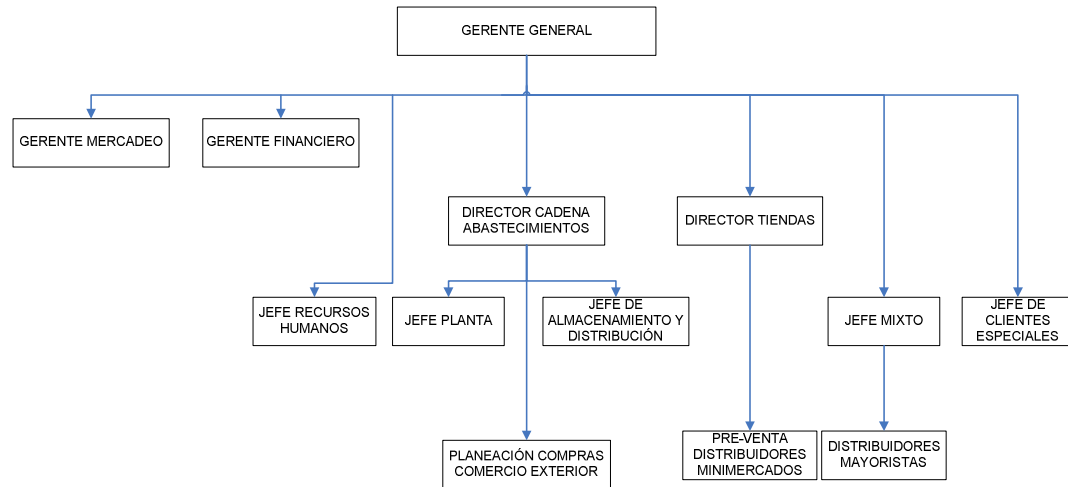 GERENTE GENERAL
GERENTE MERCADEO
GERENTE FINANCIERO
DIRECTOR CADENA
ABASTECIMIENTOS
DIRECTOR TIENDAS
JEFE RECURSOS
HUMANOS
JEFE PLANTA
JEFE DE
ALMACENAMIENTO Y
DISTRIBUCIÓN
JEFE MIXTO
JEFE DE
CLIENTES
ESPECIALES
PLANEACIÓN COMPRAS
COMERCIO EXTERIOR
PRE-VENTA
DISTRIBUIDORES
MINIMERCADOS
DISTRIBUIDORES
MAYORISTAS